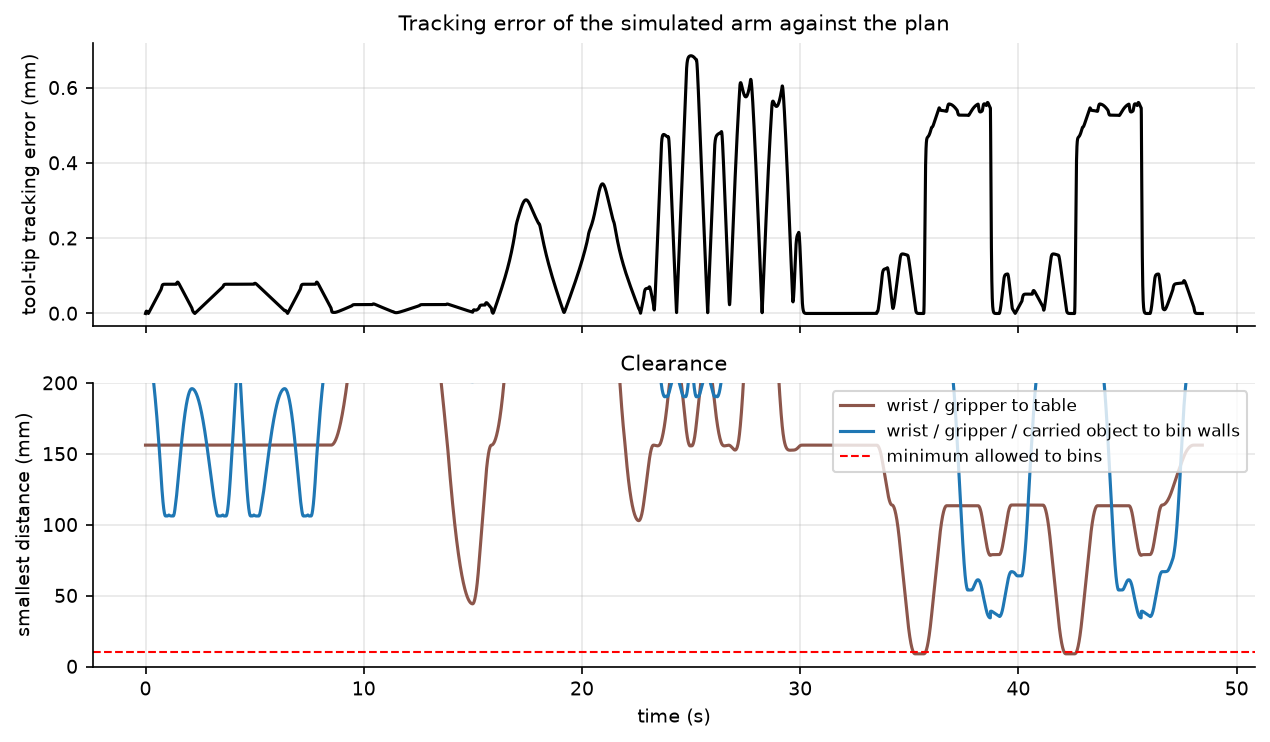 Tracking error of the simulated arm against the plan
tool-tip tracking error (mm)
0.6
0.4
0.2
0.0
Clearance
smallest distance (mm)
200
150
100
50
0
wrist / gripper to table
wrist / gripper / carried object to bin walls
minimum allowed to bins
0 10 20 30 40 50
time (s)